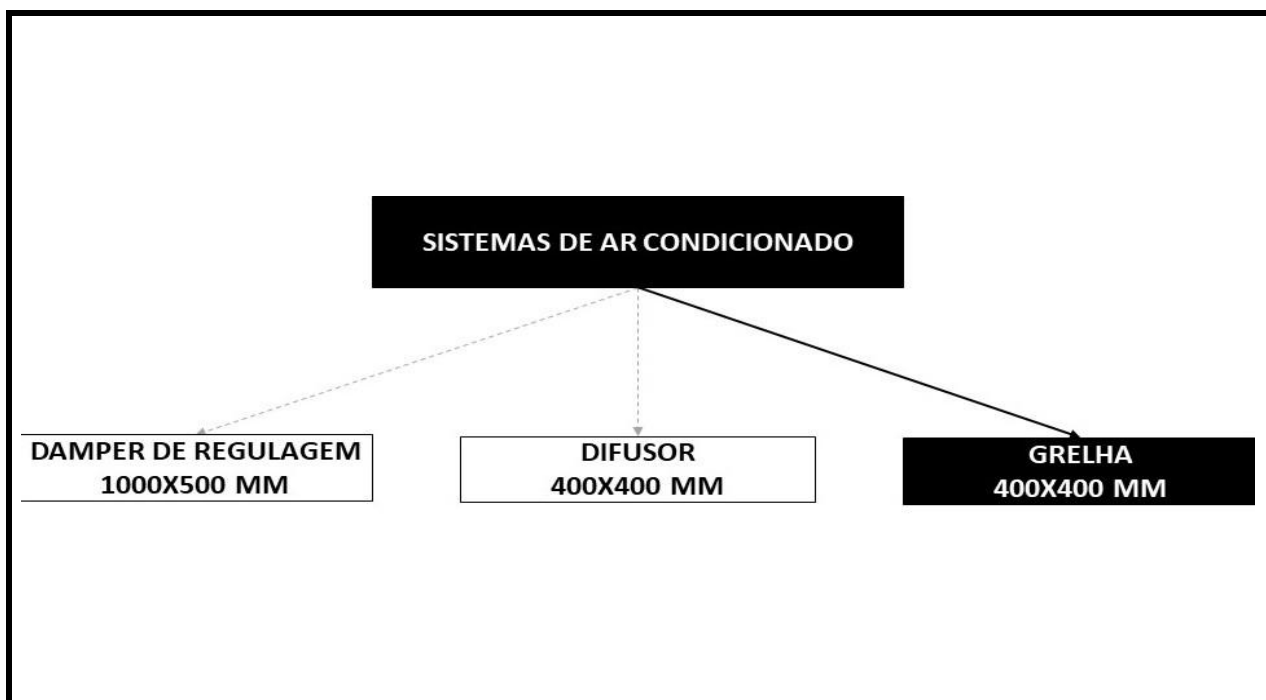 SISTEMAS DE AR CONDICIONADO
DAMPER DE REGULAGEM
1000X500 MM
DIFUSOR
400X400 MM
GRELHA
400X400 MM